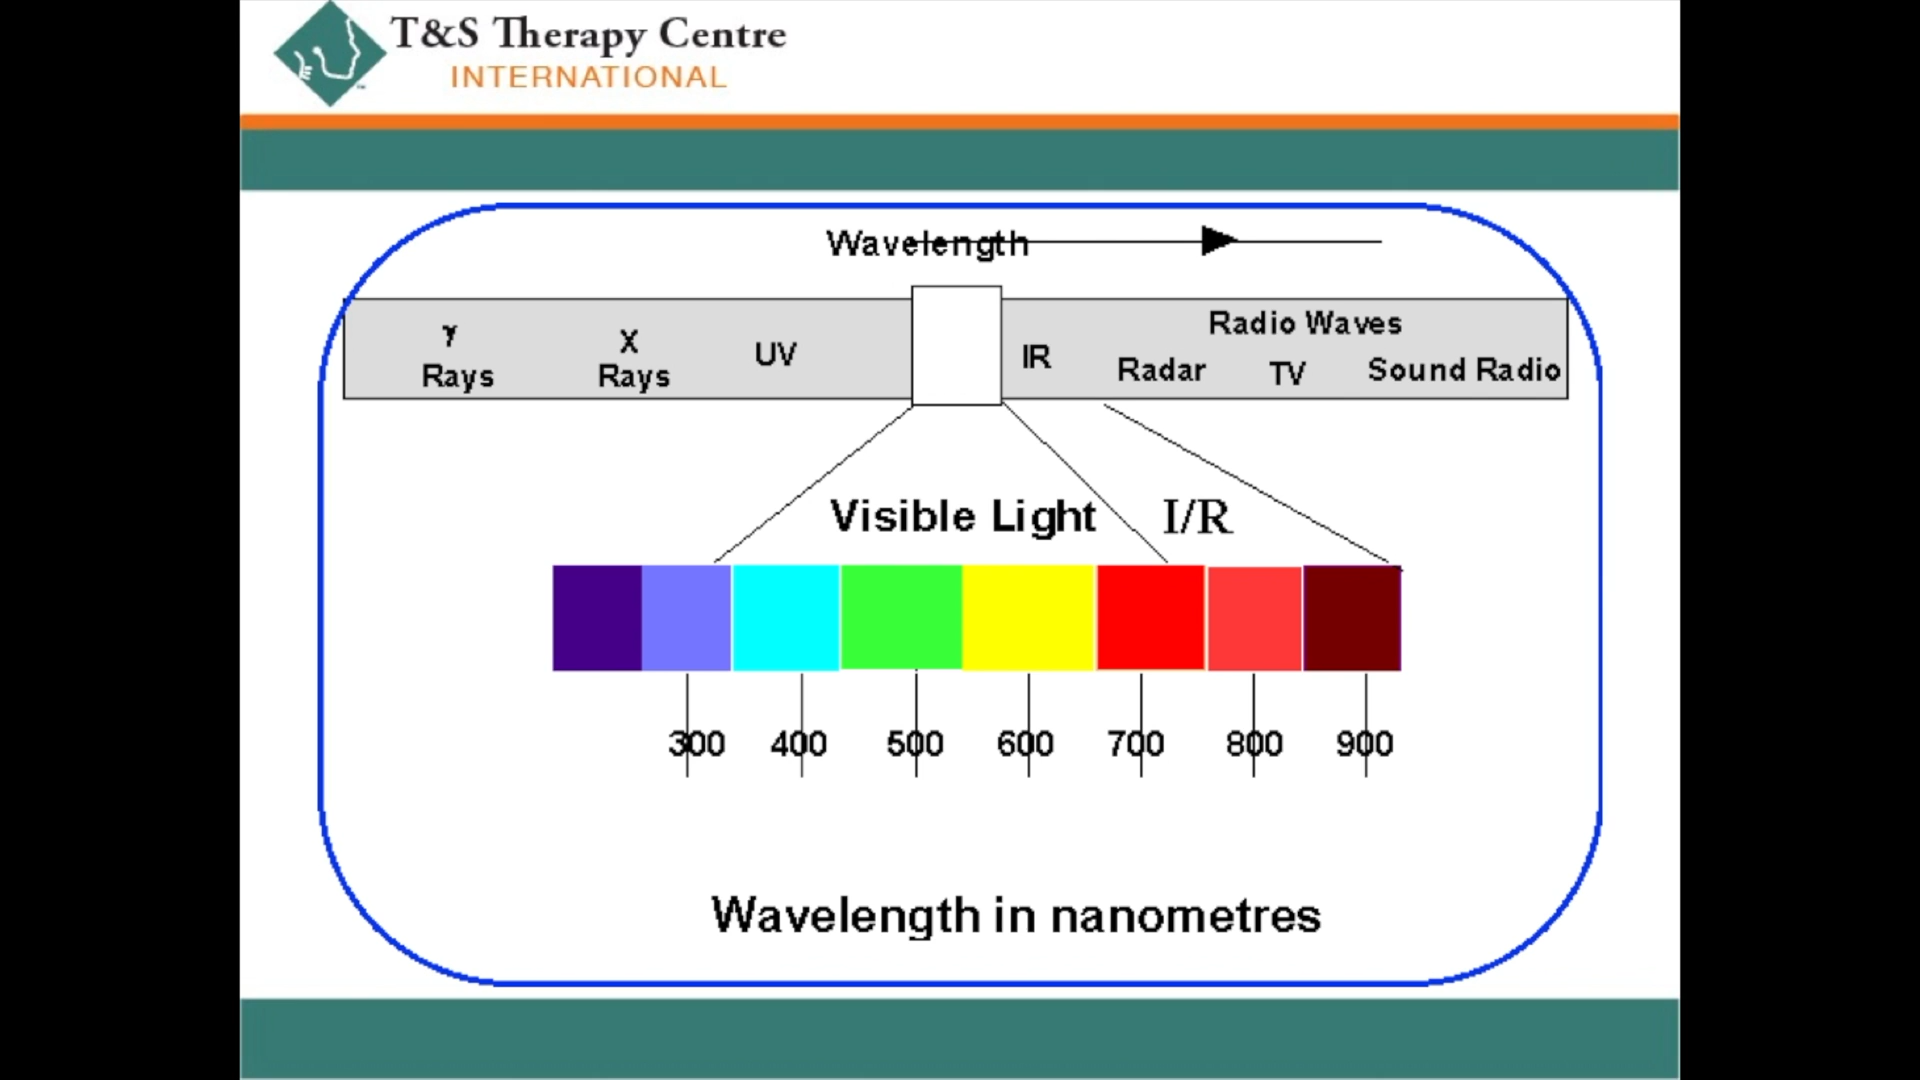 T&S Therapy Centre
INTERNATIONAL
™
Wavelength
γ
Rays
X
Rays
UV
IR
Radio Waves
Radar
TV
Sound Radio
Visible Light
I/R
300 400 500 600 700 800 900
Wavelength in nanometres